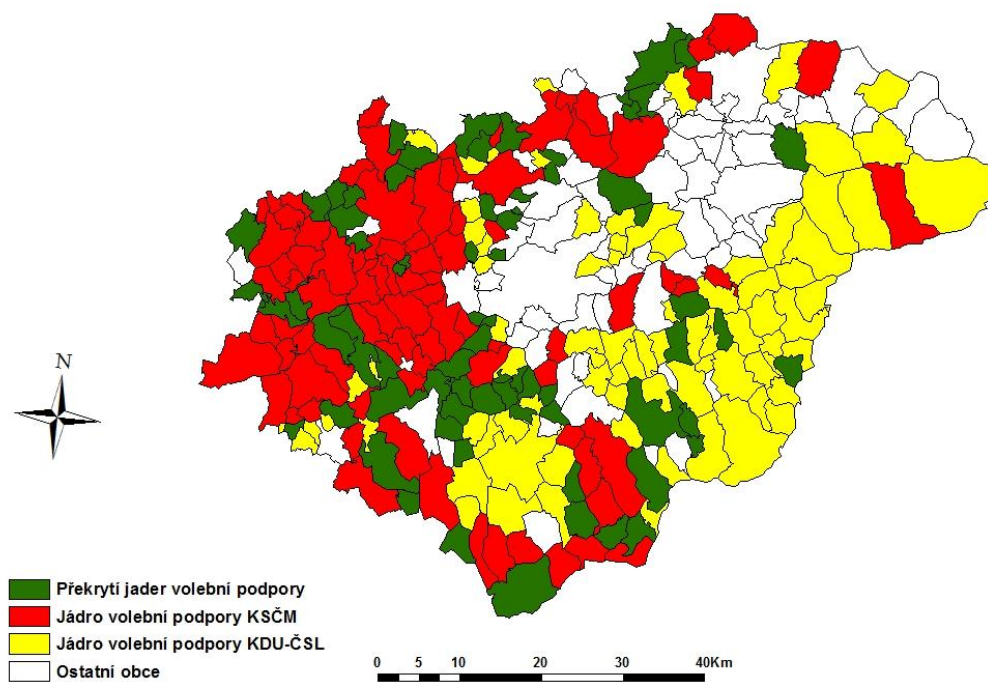 N
Překrytí jader volební podpory
Jádro volební podpory KSČM
Jádro volební podpory KDU-ČSL
Ostatní obce
0 5 10 20 30 40Km